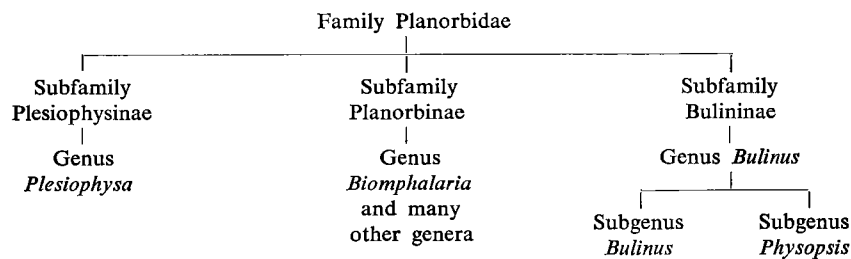 Family Planorbidae
Subfamily
Plesiophysinae
Genus
Plesiophysa
Subfamily
Planorbinae
Genus
Biomphalaria
and many
other genera
Subfamily
Bulininae
Genus Bulinus
Subgenus
Bulinus
Subgenus
Physopsis